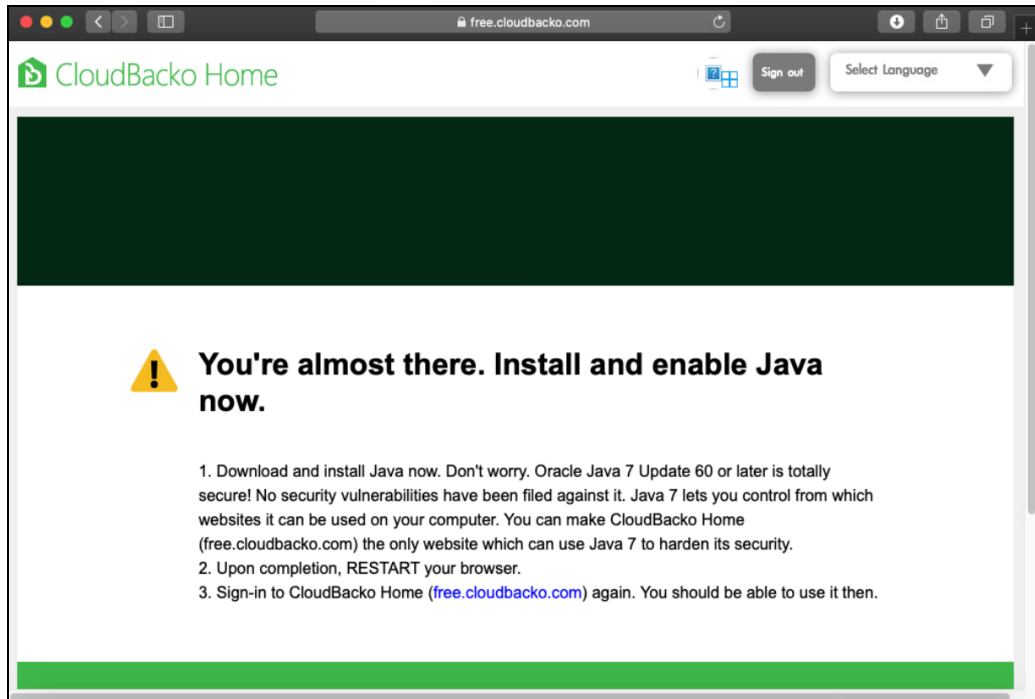 free.cloudbacko.com
CloudBacko Home
Sign out
Select Language
You're almost there. Install and enable Java
now.
1. Download and install Java now. Don't worry. Oracle Java 7 Update 60 or later is totally
secure! No security vulnerabilities have been filed against it. Java 7 lets you control from which
websites it can be used on your computer. You can make CloudBacko Home
(free.cloudbacko.com) the only website which can use Java 7 to harden its security.
2. Upon completion, RESTART your browser.
3. Sign-in to CloudBacko Home (free.cloudbacko.com) again. You should be able to use it then.